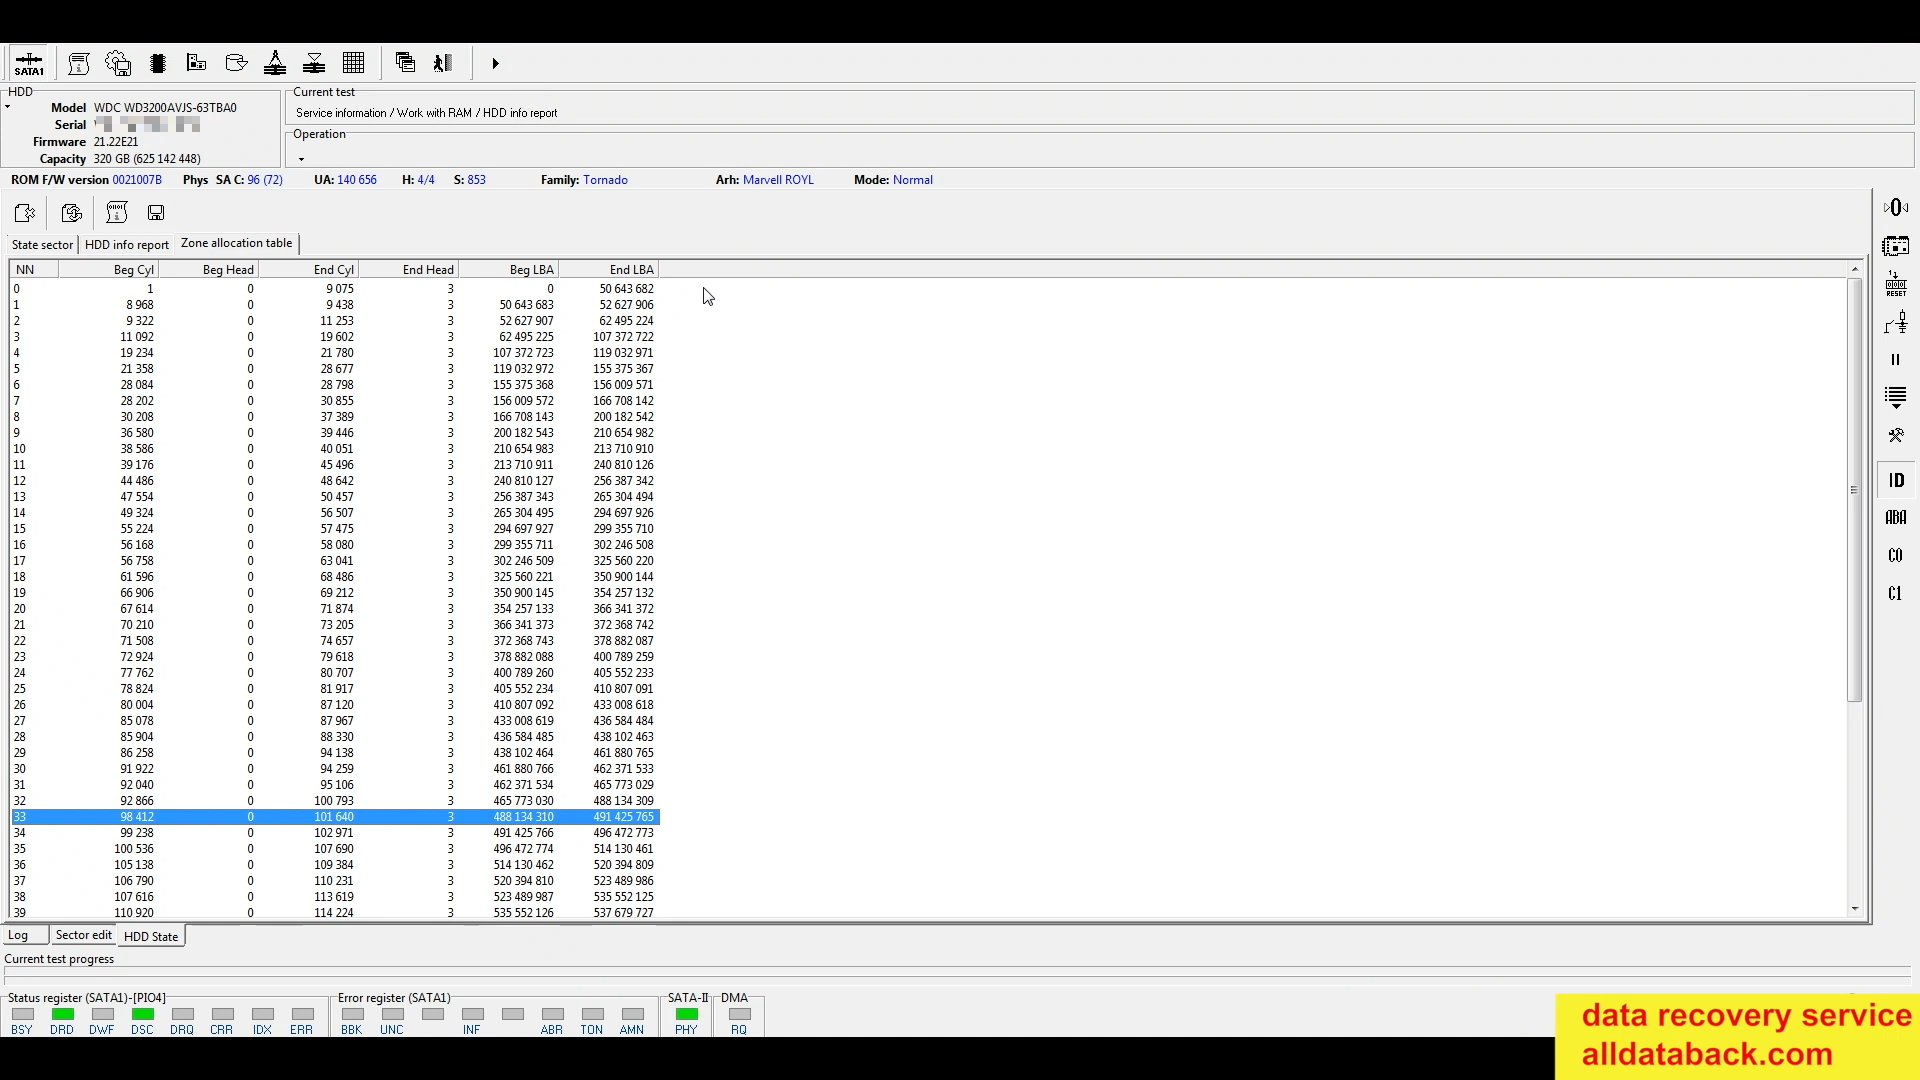 SATA1
HDD
Model WDC WD3200AVJS-63TBA0
Serial
Firmware 21.22E21
Capacity 320 GB (625 142 448)
Current test
Service information / Work with RAM / HDD info report
Operation
ROM F/W version 0021007B Phys SA C: 96 (72) UA: 140 656 H: 4/4 S: 853 Family: Tornado Arh: Marvell ROYL Mode: Normal
State sector HDD info report Zone allocation table
NN Beg Cyl Beg Head End Cyl End Head Beg LBA End LBA
0 1 0 9 075 3 0 50 643 682
1 8 968 0 9 438 3 50 643 683 52 627 906
2 9 322 0 11 253 3 52 627 907 62 495 224
3 11 092 0 19 602 3 62 495 225 107 372 722
4 19 234 0 21 780 3 107 372 723 119 032 971
5 21 358 0 28 677 3 119 032 972 155 375 367
6 28 084 0 28 798 3 155 375 368 156 009 571
7 28 202 0 30 855 3 156 009 572 166 708 142
8 30 208 0 37 389 3 166 708 143 200 182 542
9 36 580 0 39 446 3 200 182 543 210 654 982
10 38 586 0 40 051 3 210 654 983 213 710 910
11 39 176 0 45 496 3 213 710 911 240 810 126
12 44 486 0 48 642 3 240 810 127 256 387 342
13 47 554 0 50 457 3 256 387 343 265 304 494
14 49 324 0 56 507 3 265 304 495 294 697 926
15 55 224 0 57 475 3 294 697 927 299 355 710
16 56 168 0 58 080 3 299 355 711 302 246 508
17 56 758 0 63 041 3 302 246 509 325 560 220
18 61 596 0 68 486 3 325 560 221 350 900 144
19 66 906 0 69 212 3 350 900 145 354 257 132
20 67 614 0 71 874 3 354 257 133 366 341 372
21 70 210 0 73 205 3 366 341 373 372 368 742
22 71 508 0 74 657 3 372 368 743 378 882 087
23 72 924 0 79 618 3 378 882 088 400 789 259
24 77 762 0 80 707 3 400 789 260 405 552 233
25 78 824 0 81 917 3 405 552 234 410 807 091
26 80 004 0 87 120 3 410 807 092 433 008 618
27 85 078 0 87 967 3 433 008 619 436 584 484
28 85 904 0 88 330 3 436 584 485 438 102 463
29 86 258 0 94 138 3 438 102 464 461 880 765
30 91 922 0 94 259 3 461 880 766 462 371 533
31 92 040 0 95 106 3 462 371 534 465 773 029
32 92 866 0 100 793 3 465 773 030 488 134 309
33 98 412 0 101 640 3 488 134 310 491 425 765
34 99 238 0 102 971 3 491 425 766 496 472 773
35 100 536 0 107 690 3 496 472 774 514 130 461
36 105 138 0 109 384 3 514 130 462 520 394 809
37 106 790 0 110 231 3 520 394 810 523 489 986
38 107 616 0 113 619 3 523 489 987 535 552 125
39 110 920 0 114 224 3 535 552 126 537 679 727
RESET
ID
ABA
C0
C1
Log Sector edit HDD State
Current test progress
Status register (SATA1)-[PIO4] Error register (SATA1) SATA-II DMA
BSY DRD DWF DSC DRQ CRR IDX ERR BBK UNC INF ABR TON AMN PHY RQ
data recovery service
alldataback.com